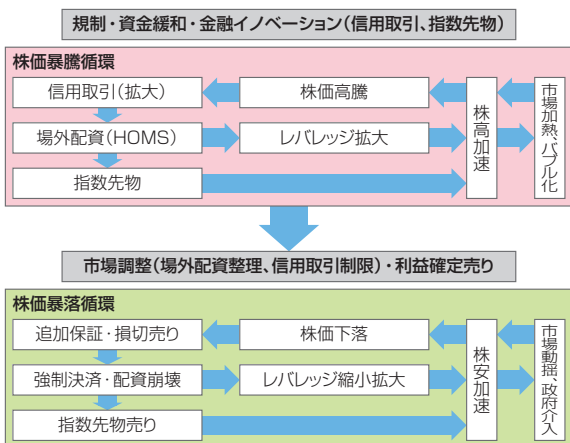 規制・資金緩和・金融イノベーション(信用取引、指数先物)
株価暴騰循環
信用取引(拡大)
株価高騰
場外配資(HOMS)
レバレッジ拡大
指数先物
株高加速
市場加熱、バブル化
市場調整(場外配資整理、信用取引制限)・利益確定売り
株価暴落循環
追加保証・損切売り
株価下落
強制決済・配資崩壊
レバレッジ縮小拡大
指数先物売り
株安加速
市場動揺、政府介入